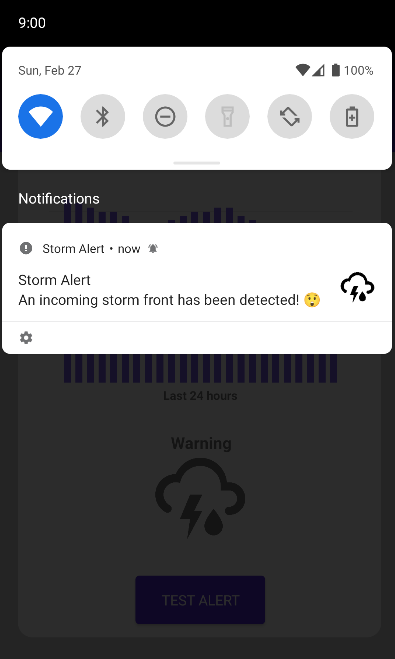 9:00
Sun, Feb 27
100%
Notifications
Storm Alert • now
Storm Alert
An incoming storm front has been detected! 😲
Last 24 hours
Warning
TEST ALERT